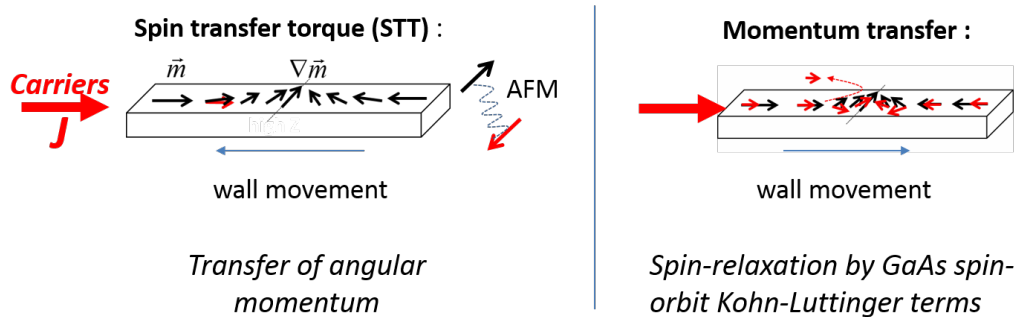 Spin transfer torque (STT) :
Carriers
J
m⃗
∇m⃗
AFM
wall movement
Transfer of angular
momentum
Momentum transfer :
wall movement
Spin-relaxation by GaAs spin-
orbit Kohn-Luttinger terms